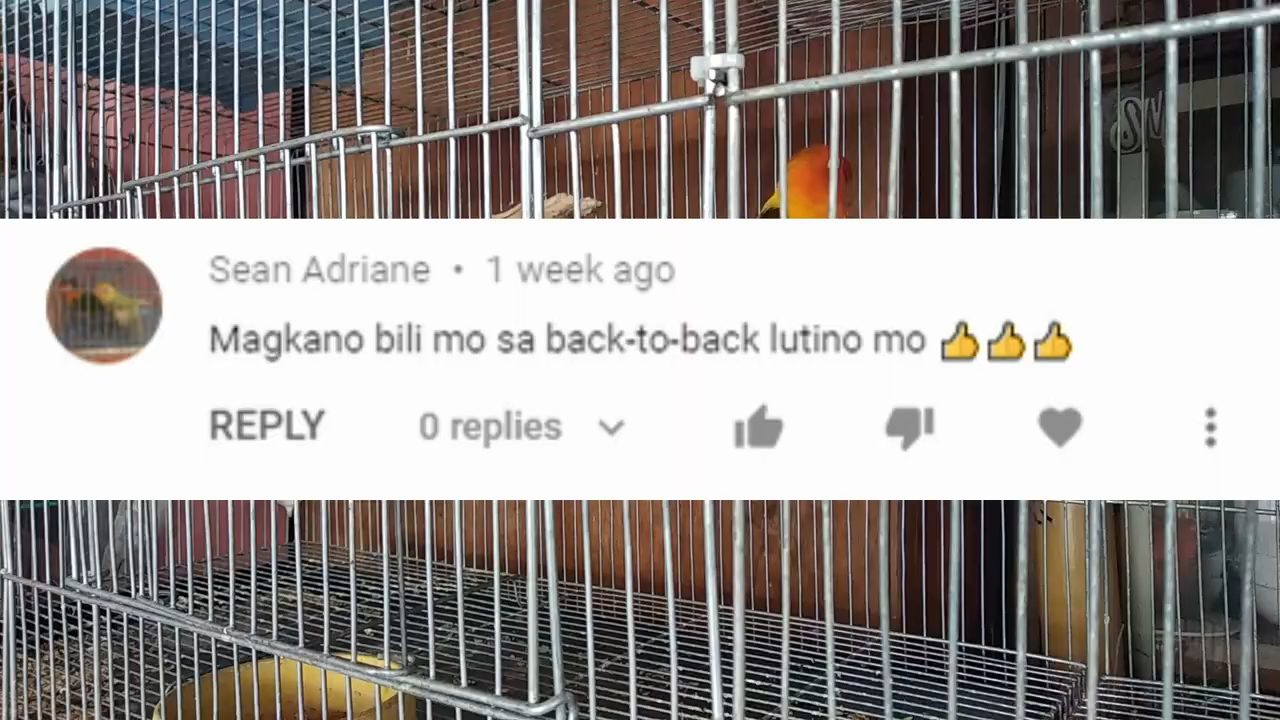 Sean Adriane • 1 week ago
Magkano bili mo sa back-to-back lutino mo 👍👍👍
REPLY 0 replies